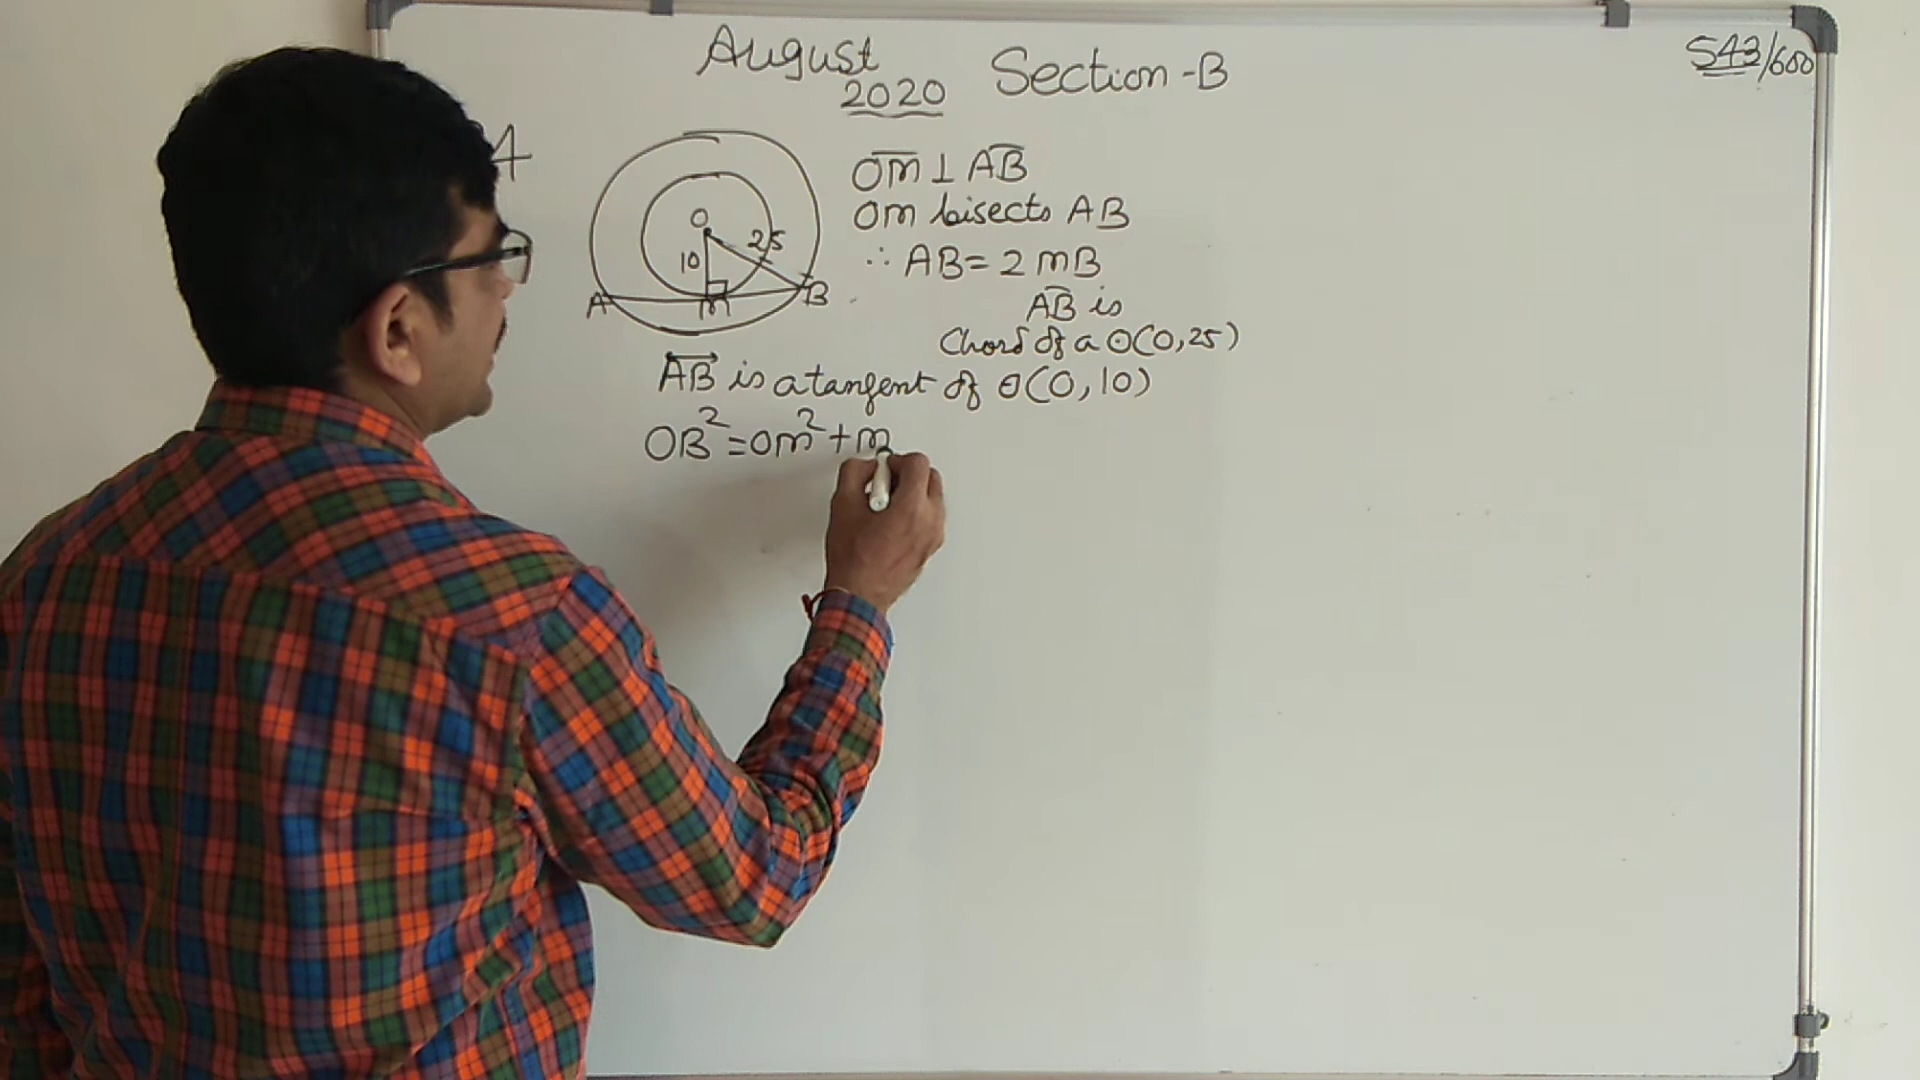 August
2020
Section-B
543/600
4
O
25
10
A
M
B
OM ⊥ AB
OM bisects AB
∴ AB = 2 MB
AB is
Chord of a ⊙(O,25)
AB is a tangent of ⊙(O,10)
OB² = OM² + M